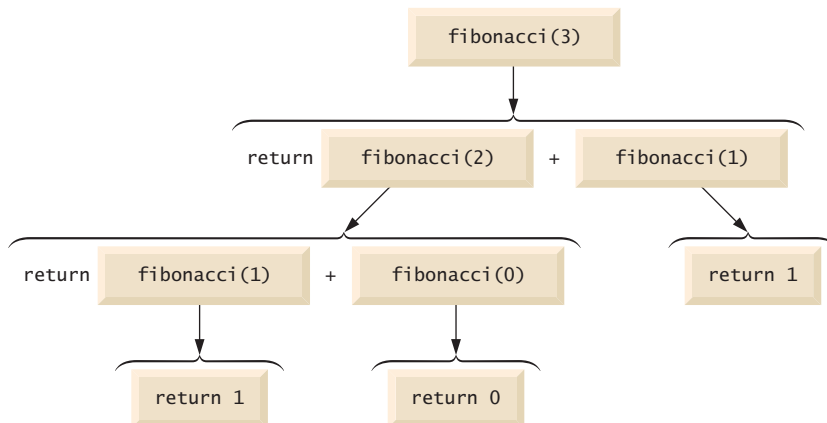 fibonacci(3)
return fibonacci(2) + fibonacci(1)
return fibonacci(1) + fibonacci(0)
return 1
return 1
return 0